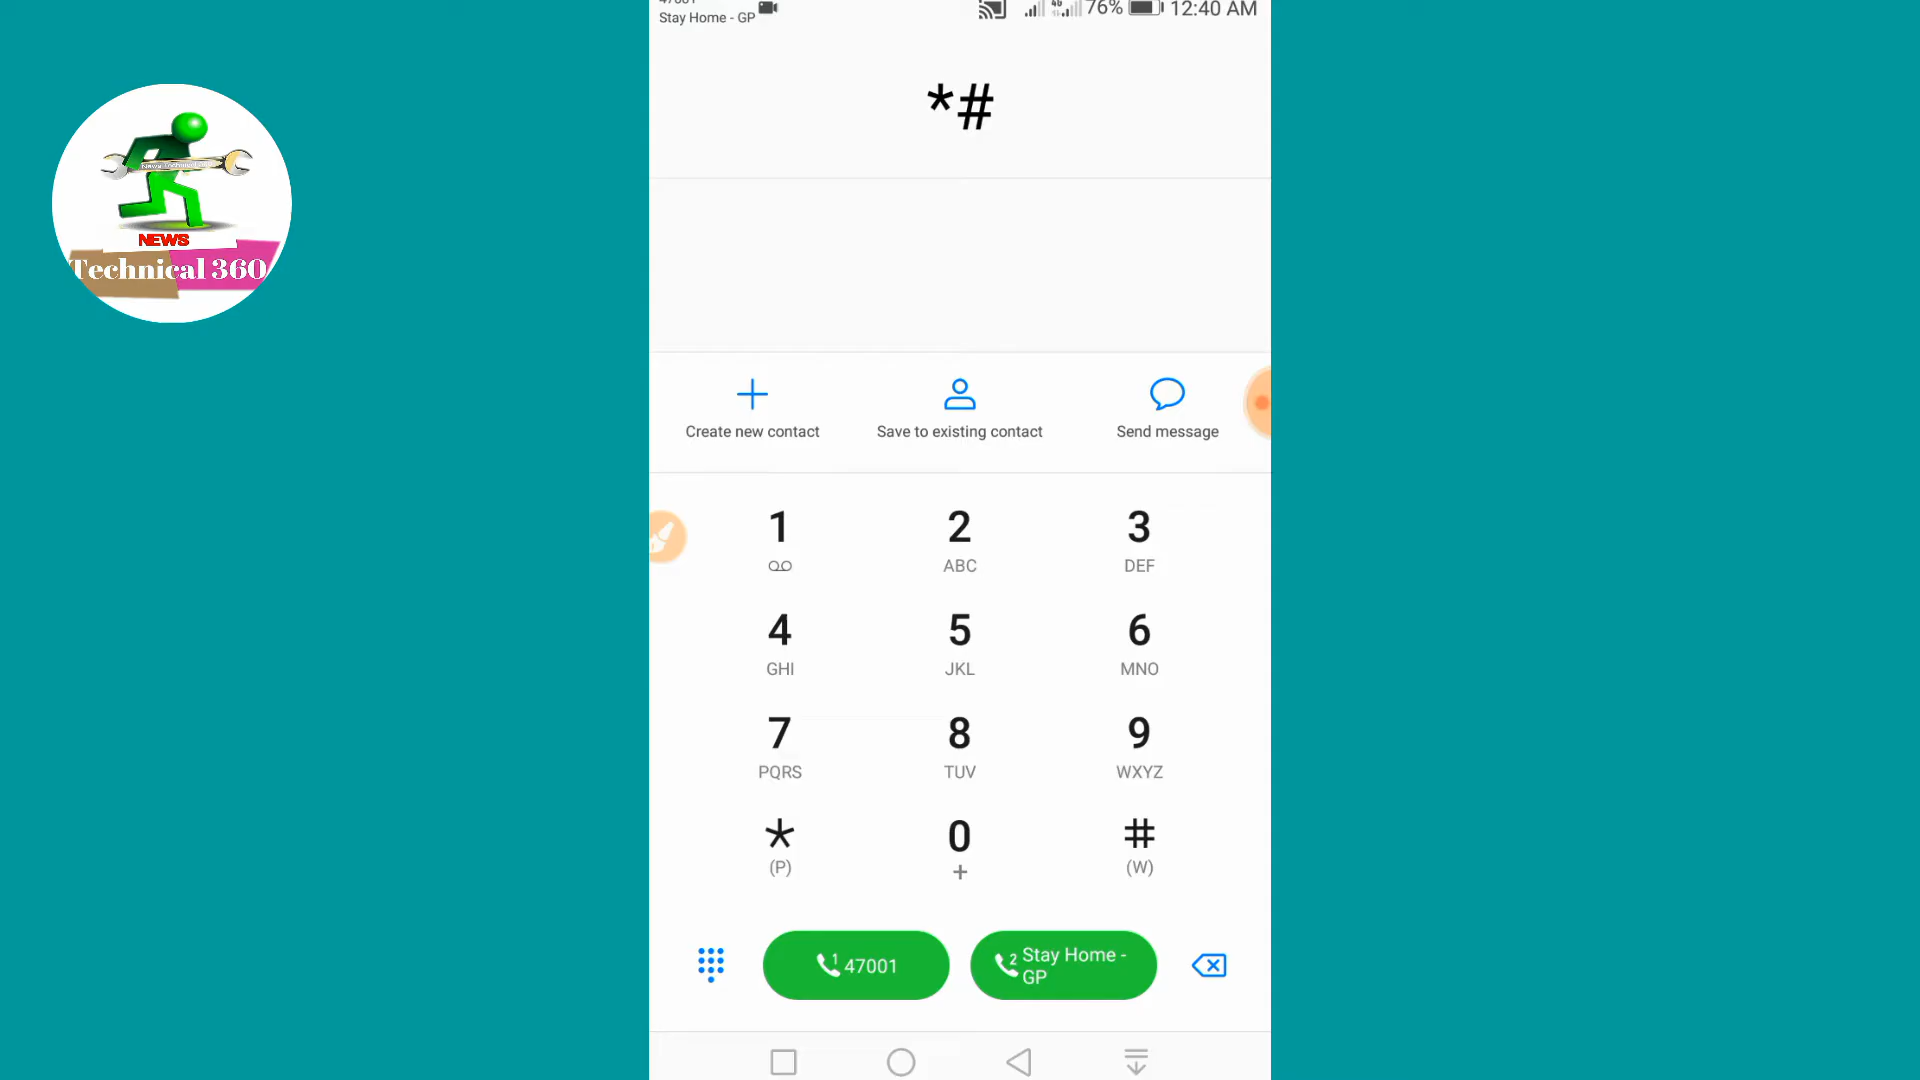 Stay Home - GP
76%
12:40 AM
*#
NEWS
Technical 360
Create new contact
Save to existing contact
Send message
1
2
ABC
3
DEF
4
GHI
5
JKL
6
MNO
7
PQRS
8
TUV
9
WXYZ
*
(P)
0
+
#
(W)
1 47001
2 Stay Home -
GP